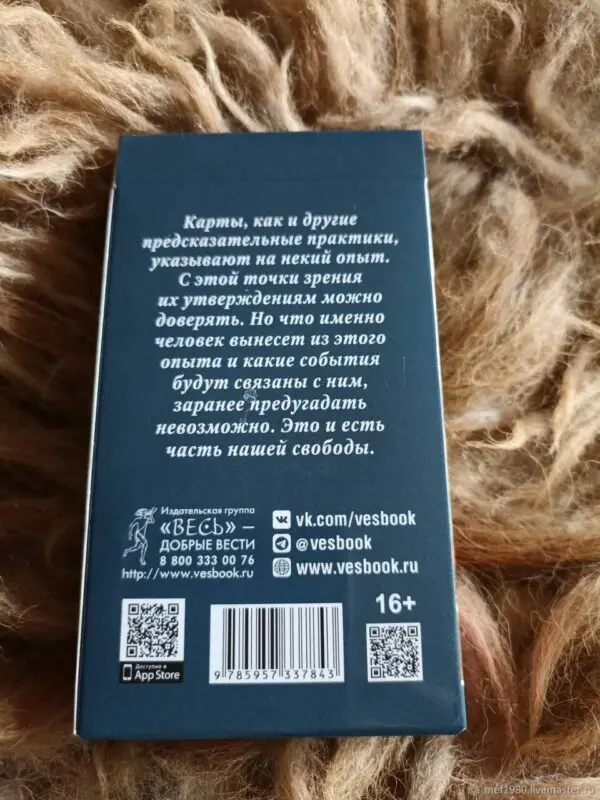 Карты, как и другие
предсказательные практики,
указывают на некий опыт.
С этой точки зрения
их утверждениям можно
доверять. Но что именно
человек вынесет из этого
опыта и какие события
будут связаны с ним,
заранее предугадать
невозможно. Это и есть
часть нашей свободы.
Издательская группа
«ВЕСЬ» –
ДОБРЫЕ ВЕСТИ
8 800 333 00 76
http://www.vesbook.ru
vk.com/vesbook
@vesbook
www.vesbook.ru
16+
Доступно в
App Store
9 785957 337843
mef1980.livemaster.ru